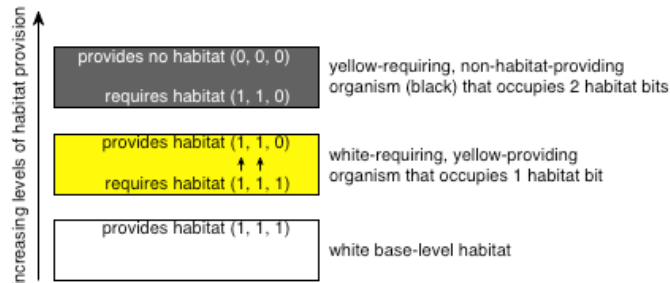 increasing levels of habitat provision
provides no habitat (0, 0, 0)
requires habitat (1, 1, 0)
yellow-requiring, non-habitat-providing
organism (black) that occupies 2 habitat bits
provides habitat (1, 1, 0)
requires habitat (1, 1, 1)
white-requiring, yellow-providing
organism that occupies 1 habitat bit
provides habitat (1, 1, 1)
white base-level habitat